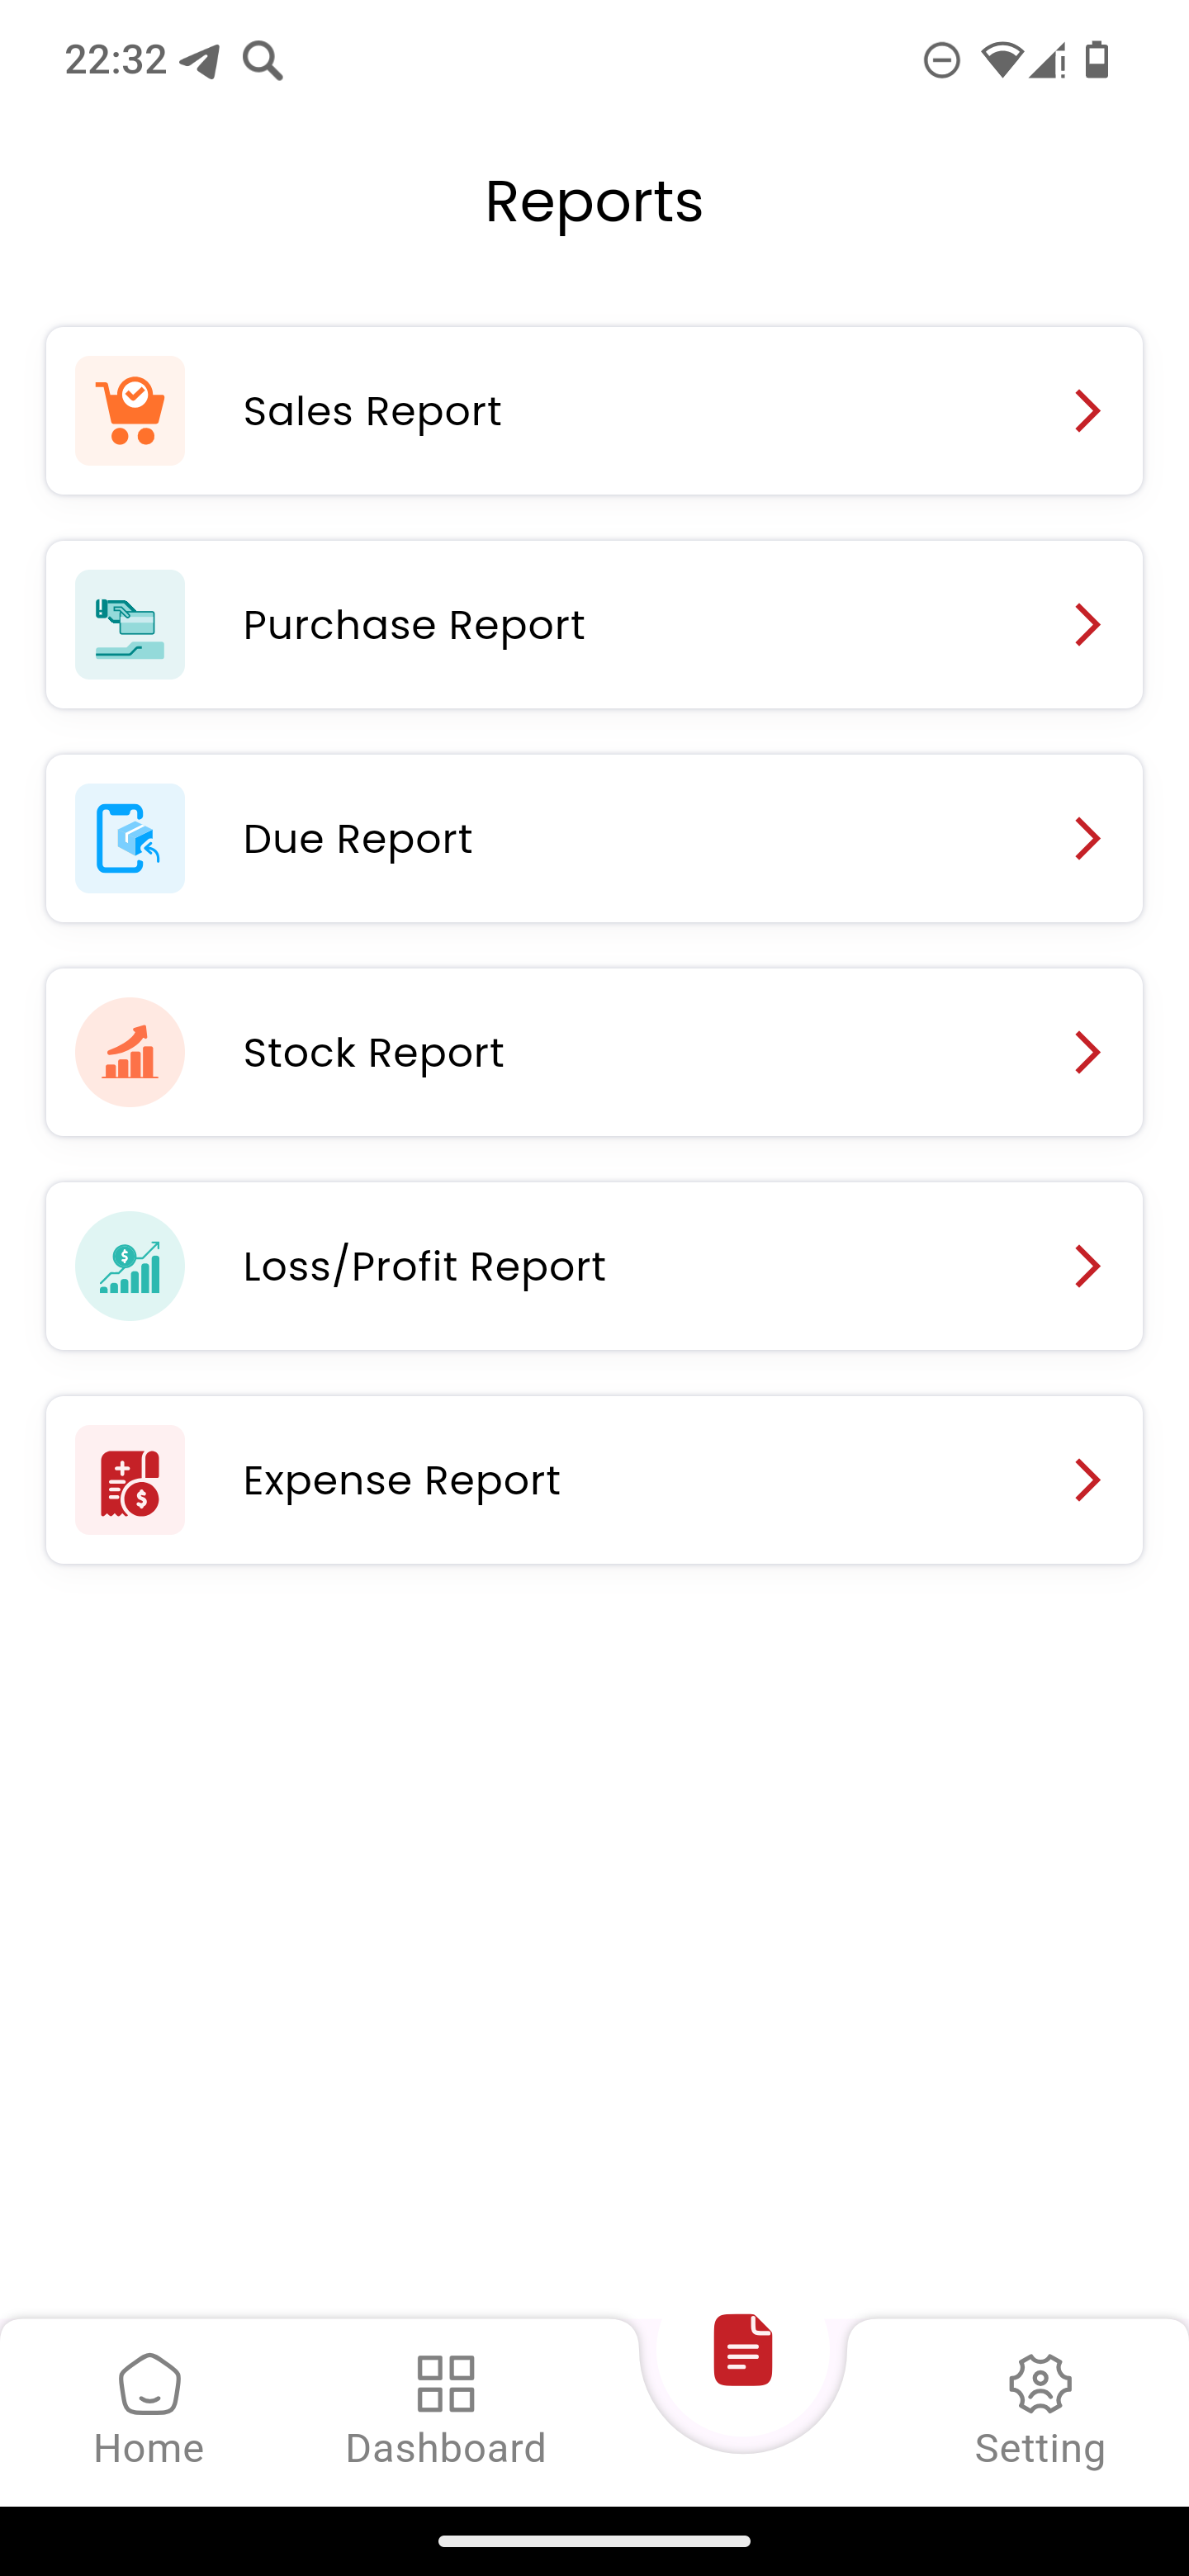 22:32
Reports
Sales Report
Purchase Report
Due Report
Stock Report
Loss/Profit Report
Expense Report
Home
Dashboard
Setting